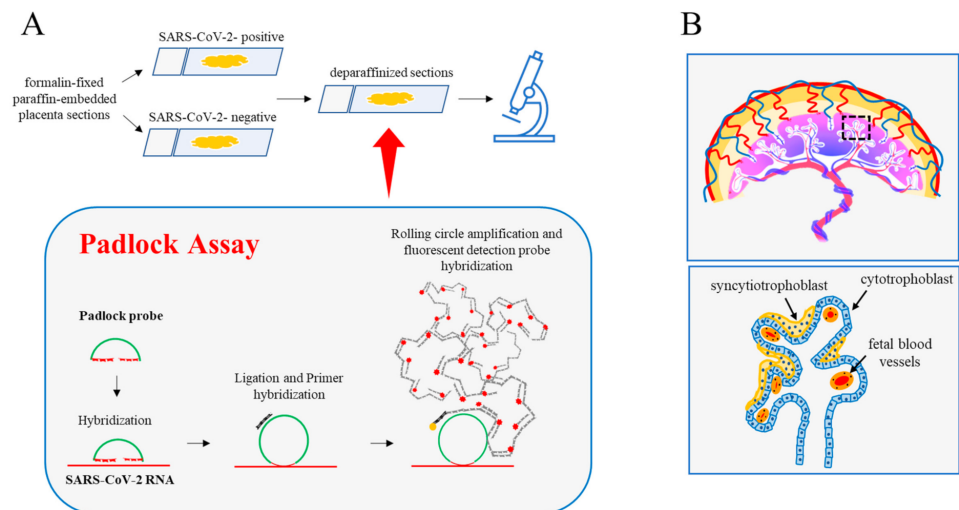 A
SARS-CoV-2- positive
formalin-fixed
paraffin-embedded
placenta sections
SARS-CoV-2- negative
deparaffinized sections
Padlock Assay
Padlock probe
Hybridization
SARS-CoV-2 RNA
Ligation and Primer
hybridization
Rolling circle amplification and
fluorescent detection probe
hybridization
B
syncytiotrophoblast
cytotrophoblast
fetal blood
vessels